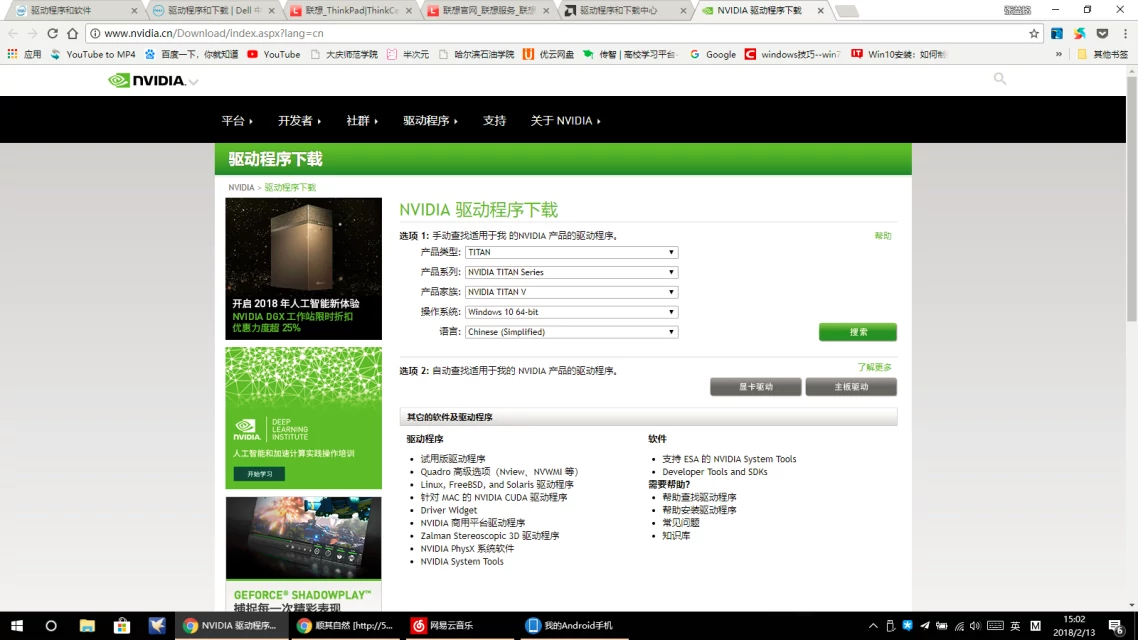 驱动程序和软件
驱动程序和下载 | Dell 中
联想_ThinkPad|ThinkCe
联想官网_联想服务_联想
驱动程序和下载中心
NVIDIA 驱动程序下载
www.nvidia.cn/Download/index.aspx?lang=cn
应用
YouTube to MP4
百度一下，你就知道
YouTube
大庆师范学院
半次元
哈尔滨石油学院
优云网盘
传智 | 高校学习平台·
Google
windows技巧--win7
Win10安装：如何制
»
其他书签
NVIDIA.
平台
开发者
社群
驱动程序
支持
关于 NVIDIA
驱动程序下载
NVIDIA > 驱动程序下载
开启 2018 年人工智能新体验
NVIDIA DGX 工作站限时折扣
优惠力度超 25%
NVIDIA.
DEEP
LEARNING
INSTITUTE
人工智能和加速计算实践操作培训
开始学习
GEFORCE® SHADOWPLAY™
捕捉每一次精彩表现
NVIDIA 驱动程序下载
选项 1: 手动查找适用于我 的NVIDIA 产品的驱动程序。
帮助
产品类型: TITAN
产品系列: NVIDIA TITAN Series
产品家族: NVIDIA TITAN V
操作系统: Windows 10 64-bit
语言: Chinese (Simplified)
搜索
选项 2: 自动查找适用于我的 NVIDIA 产品的驱动程序。
了解更多
显卡驱动
主板驱动
其它的软件及驱动程序
驱动程序
试用版驱动程序
Quadro 高级选项（Nview、NVWMI 等）
Linux, FreeBSD, and Solaris 驱动程序
针对 MAC 的 NVIDIA CUDA 驱动程序
Driver Widget
NVIDIA 商用平台驱动程序
Zalman Stereoscopic 3D 驱动程序
NVIDIA PhysX 系统软件
NVIDIA System Tools
软件
支持 ESA 的 NVIDIA System Tools
Developer Tools and SDKs
需要帮助?
帮助查找驱动程序
帮助安装驱动程序
常见问题
知识库
NVIDIA 驱动程序...
顺其自然 [http://5...
网易云音乐
我的Android手机
英
M
15:02
2018/2/13
6